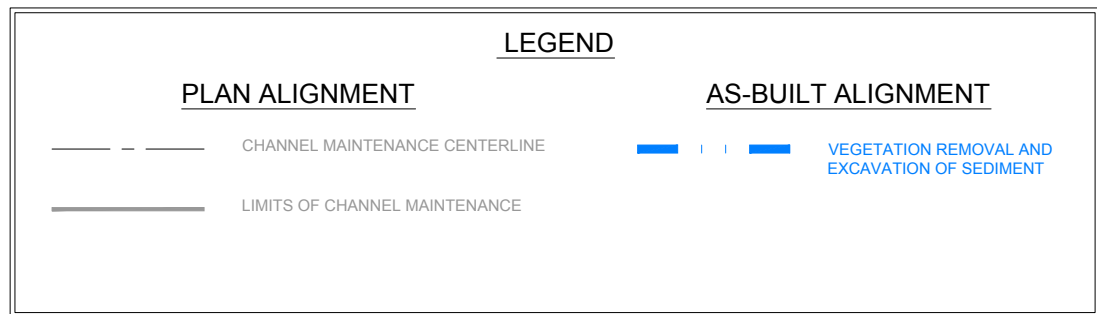 LEGEND
PLAN ALIGNMENT
CHANNEL MAINTENANCE CENTERLINE
LIMITS OF CHANNEL MAINTENANCE
AS-BUILT ALIGNMENT
VEGETATION REMOVAL AND
EXCAVATION OF SEDIMENT